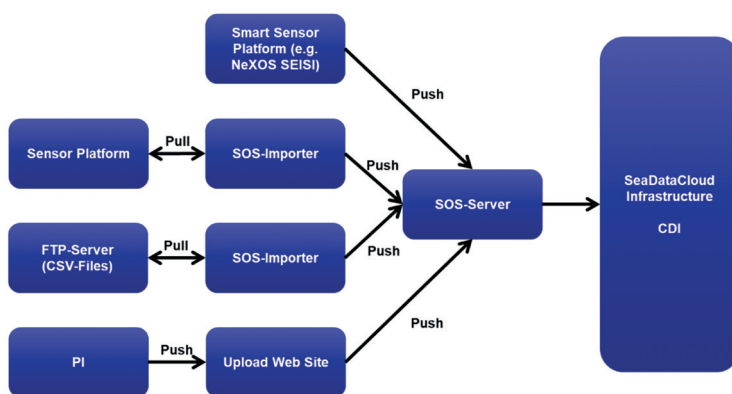 Smart Sensor
Platform (e.g.
NeXOS SEISI)
Push
Sensor Platform
Pull
SOS-Importer
Push
SOS-Server
SeaDataCloud
Infrastructure
CDI
FTP-Server
(CSV-Files)
Pull
SOS-Importer
Push
PI
Push
Upload Web Site
Push